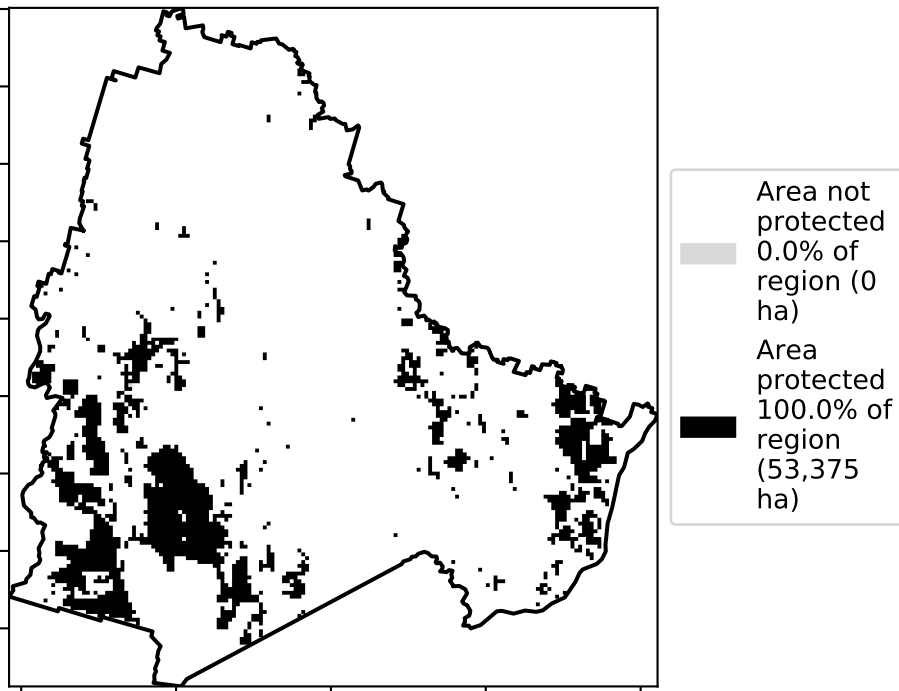 Area not
protected
0.0% of
region (0
ha)
Area
protected
100.0% of
region
(53,375
ha)